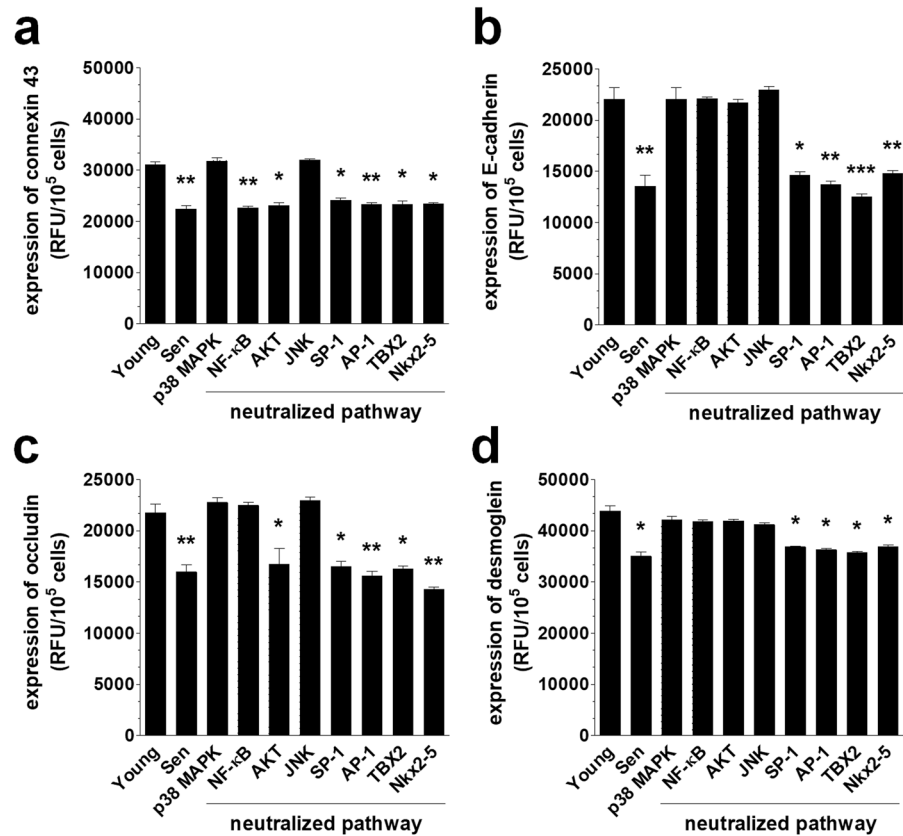 a
expression of connexin 43
(RFU/10⁵ cells)
50000
40000
30000
20000
10000
0
** ** * * ** * *
Young Sen p38 MAPK NF-κB AKT JNK SP-1 AP-1 TBX2 Nkx2-5
neutralized pathway
b
expression of E-cadherin
(RFU/10⁵ cells)
25000
20000
15000
10000
5000
0
** * ** *** **
Young Sen p38 MAPK NF-κB AKT JNK SP-1 AP-1 TBX2 Nkx2-5
neutralized pathway
c
expression of occludin
(RFU/10⁵ cells)
25000
20000
15000
10000
5000
0
** * * ** * **
Young Sen p38 MAPK NF-κB AKT JNK SP-1 AP-1 TBX2 Nkx2-5
neutralized pathway
d
expression of desmoglein
(RFU/10⁵ cells)
50000
40000
30000
20000
10000
0
* * * * *
Young Sen p38 MAPK NF-κB AKT JNK SP-1 AP-1 TBX2 Nkx2-5
neutralized pathway